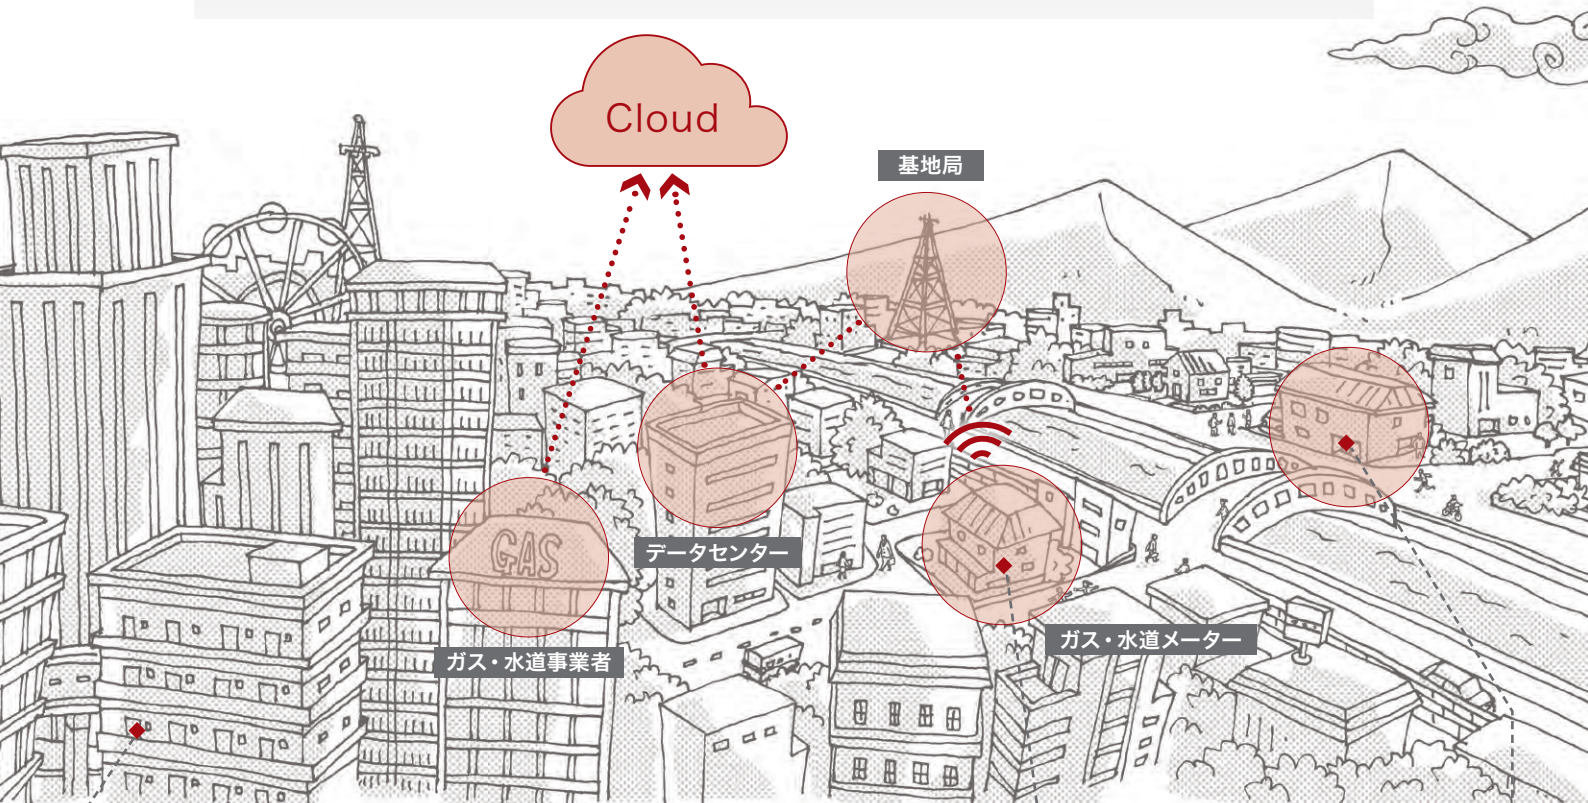 Cloud
基地局
GAS
データセンター
ガス・水道事業者
ガス・水道メーター